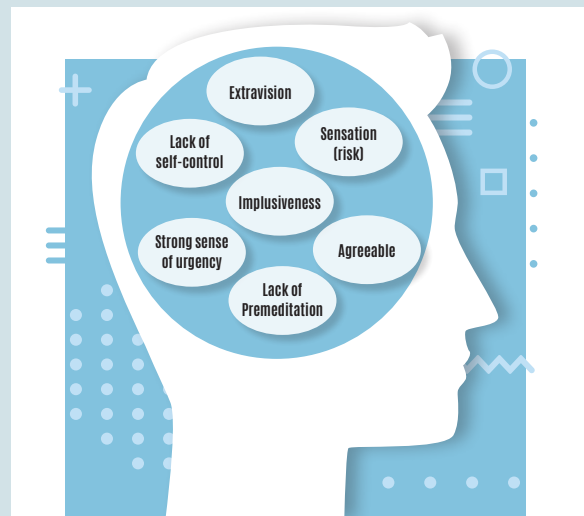 Extravision
Sensation
(risk)
Lack of
self-control
Implusiveness
Strong sense
of urgency
Agreeable
Lack of
Premeditation